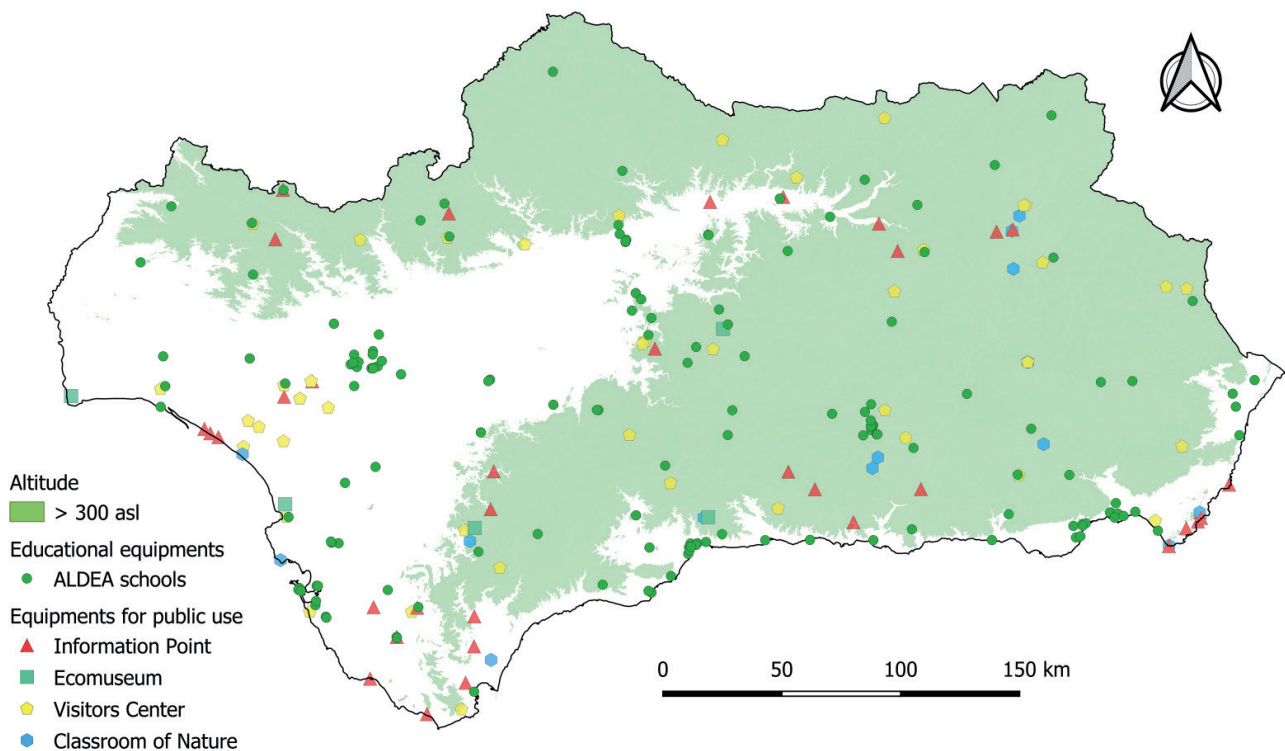 Altitude
> 300 asl
Educational equipments
ALDEA schools
Equipments for public use
Information Point
Ecomuseum
Visitors Center
Classroom of Nature
0 50 100 150 km